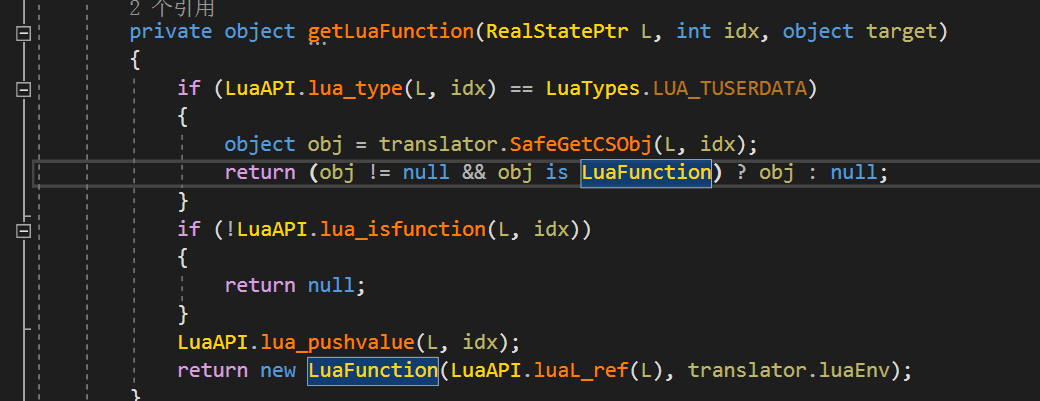 2 个引用
private object getLuaFunction(RealStatePtr L, int idx, object target)
{
if (LuaAPI.lua_type(L, idx) == LuaTypes.LUA_TUSERDATA)
{
object obj = translator.SafeGetCSObj(L, idx);
return (obj != null && obj is LuaFunction) ? obj : null;
}
if (!LuaAPI.lua_isfunction(L, idx))
{
return null;
}
LuaAPI.lua_pushvalue(L, idx);
return new LuaFunction(LuaAPI.luaL_ref(L), translator.luaEnv);
}